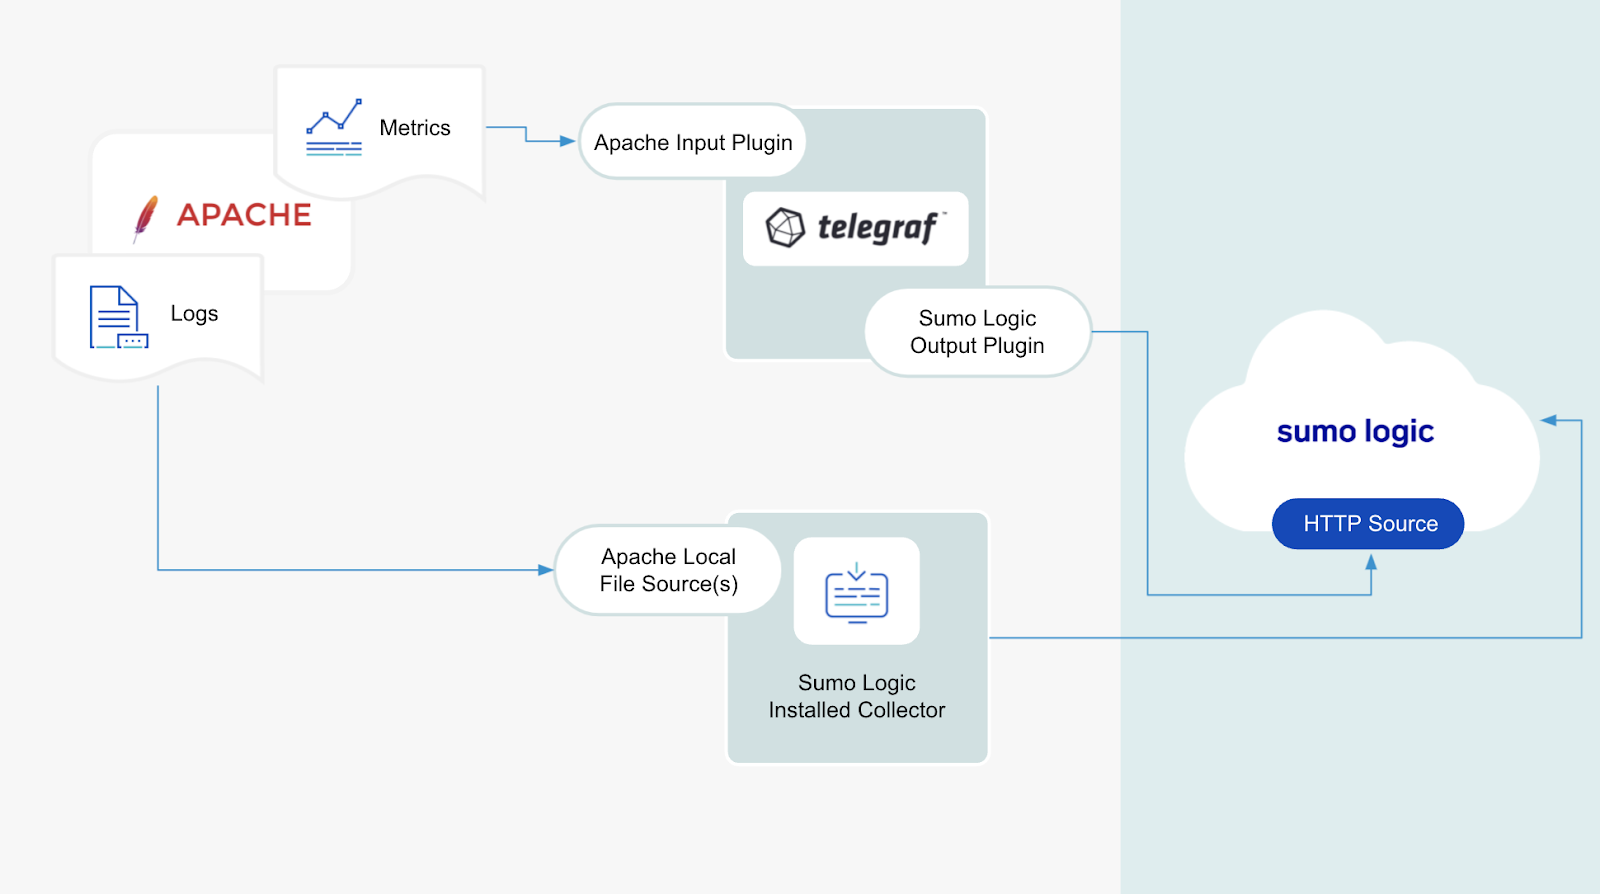 Metrics
APACHE
Logs
Apache Input Plugin
telegraf™
Sumo Logic
Output Plugin
sumo logic
HTTP Source
Apache Local
File Source(s)
Sumo Logic
Installed Collector